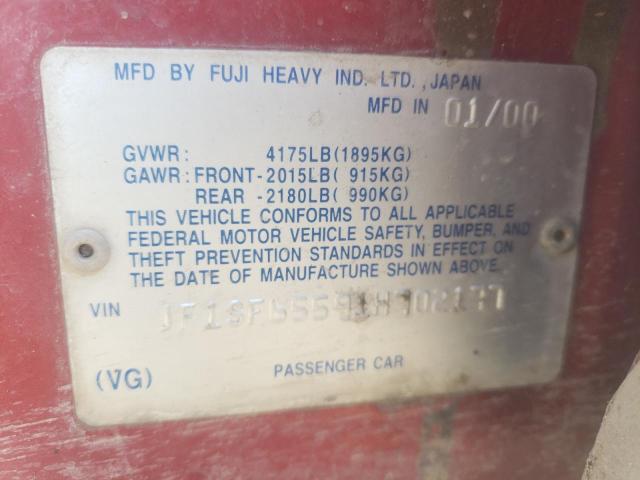 MFD BY FUJI HEAVY IND. LTD., JAPAN
MFD IN 01/00
GVWR: 4175LB(1895KG)
GAWR: FRONT-2015LB( 915KG)
REAR -2180LB( 990KG)
THIS VEHICLE CONFORMS TO ALL APPLICABLE
FEDERAL MOTOR VEHICLE SAFETY, BUMPER, AND
THEFT PREVENTION STANDARDS IN EFFECT ON
THE DATE OF MANUFACTURE SHOWN ABOVE.
VIN
(VG) PASSENGER CAR